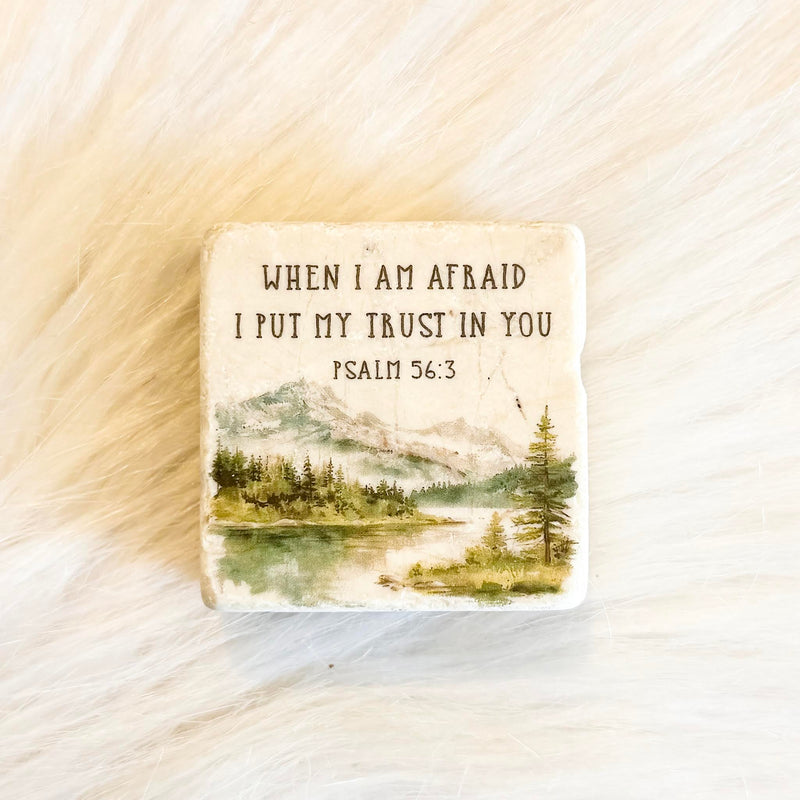 WHEN I AM AFRAID
I PUT MY TRUST IN YOU
PSALM 56:3